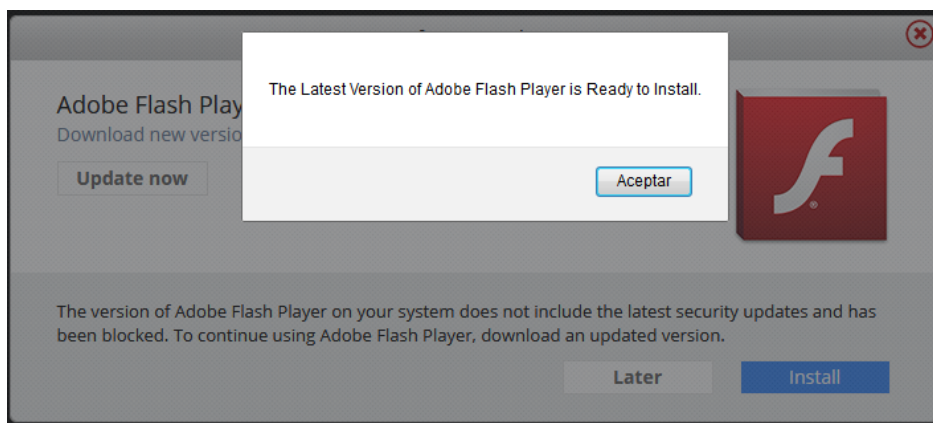 The Latest Version of Adobe Flash Player is Ready to Install.
Aceptar
Adobe Flash Play
Download new versio
Update now
The version of Adobe Flash Player on your system does not include the latest security updates and has
been blocked. To continue using Adobe Flash Player, download an updated version.
Later
Install